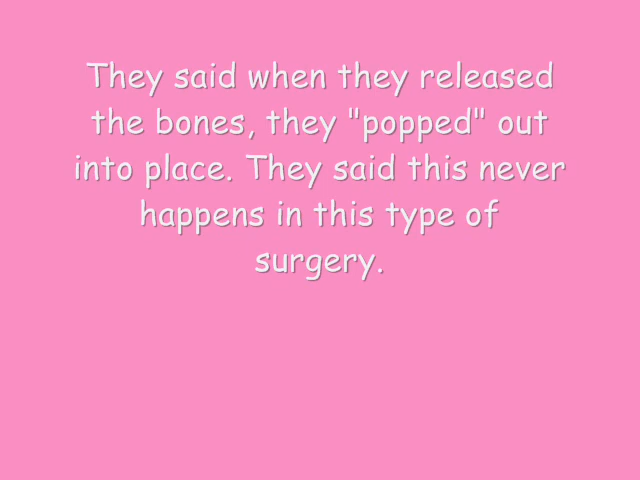 They said when they released
the bones, they "popped" out
into place. They said this never
happens in this type of
surgery.